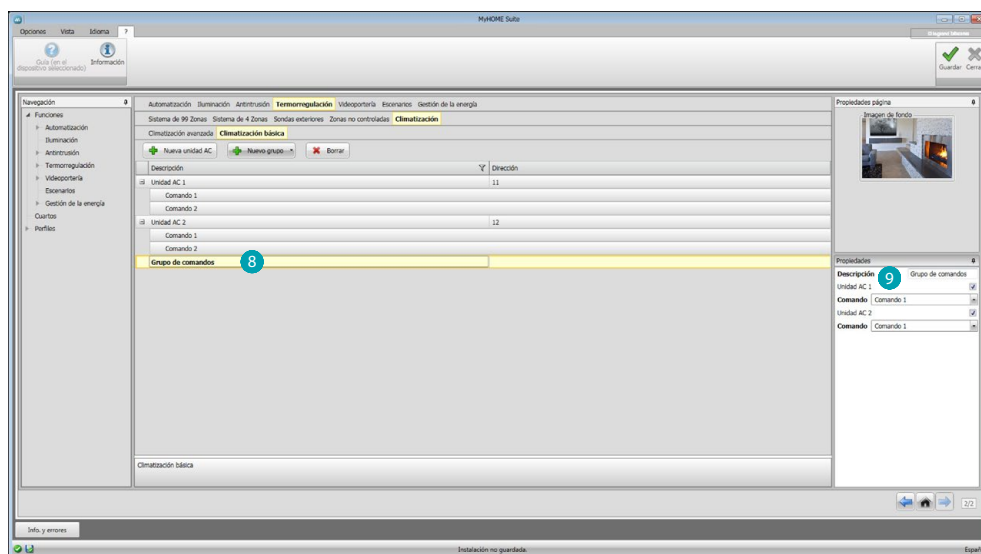 MyHOME Suite
Opciones Vista Idioma ?
Guía (en el dispositivo seleccionado)
Información
Guardar Cerra
Navegación
Funciones
Automatización
Iluminación
Antintrusión
Termorregulación
Videoportería
Escenarios
Gestión de la energía
Cuartos
Perfiles
Automatización Iluminación Antintrusión Termorregulación Videoportería Escenarios Gestión de la energía
Sistema de 99 Zonas Sistema de 4 Zonas Sondas exteriores Zonas no controladas Climatización
Climatización avanzada Climatización básica
Nueva unidad AC Nuevo grupo Borrar
Descripción Dirección
Unidad AC 1 11
Comando 1
Comando 2
Unidad AC 2 12
Comando 1
Comando 2
Grupo de comandos 8
Climatización básica
Propiedades página
Imagen de fondo
Propiedades
Descripción 9 Grupo de comandos
Unidad AC 1
Comando Comando 1
Unidad AC 2
Comando Comando 1
2/2
Info. y errores
Instalación no guardada.
Españ